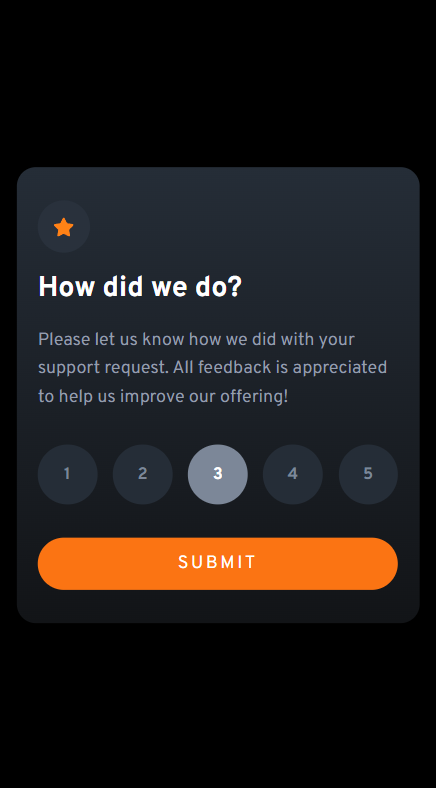 How did we do?
Please let us know how we did with your
support request. All feedback is appreciated
to help us improve our offering!
1 2 3 4 5
SUBMIT